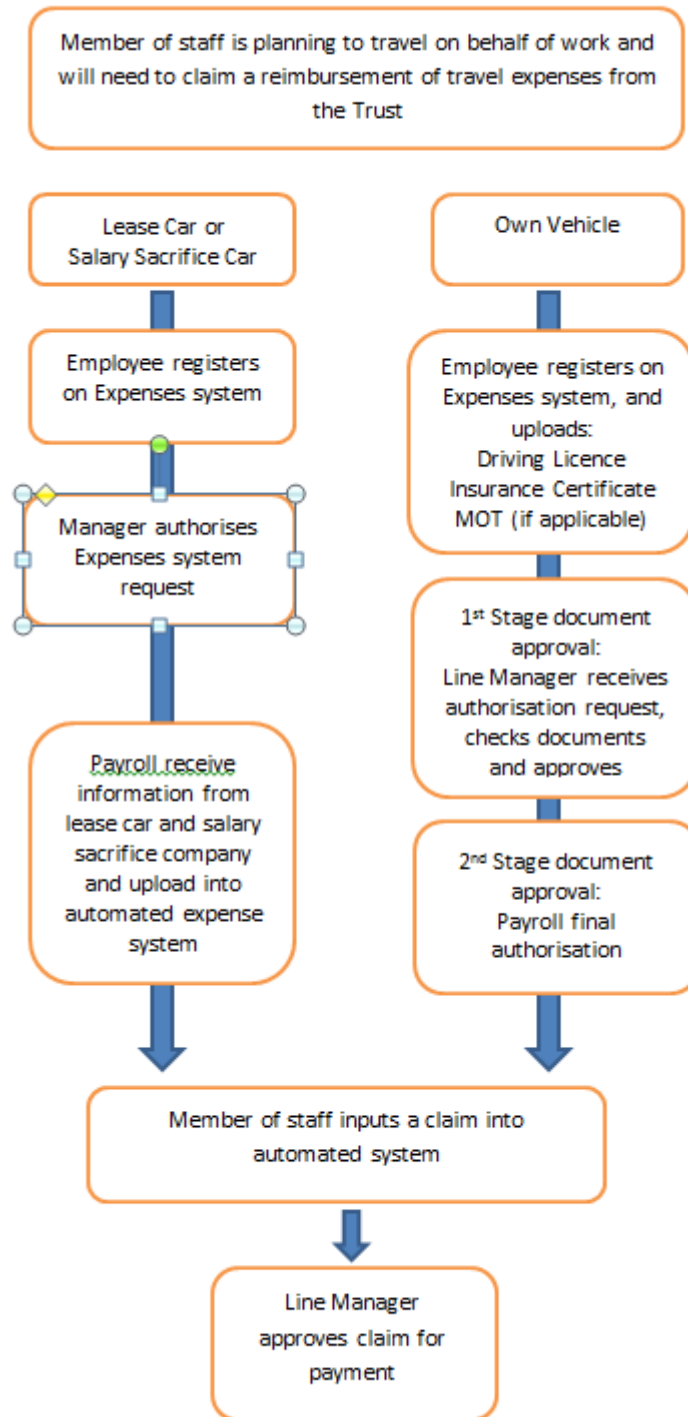 Member of staff is planning to travel on behalf of work and
will need to claim a reimbursement of travel expenses from
the Trust
Lease Car or
Salary Sacrifice Car
Employee registers
on Expenses system
Manager authorises
Expenses system
request
Payroll receive
information from
lease car and salary
sacrifice company
and upload into
automated expense
system
Own Vehicle
Employee registers on
Expenses system, and
uploads:
Driving Licence
Insurance Certificate
MOT (if applicable)
1st Stage document
approval:
Line Manager receives
authorisation request,
checks documents
and approves
2nd Stage document
approval:
Payroll final
authorisation
Member of staff inputs a claim into
automated system
Line Manager
approves claim for
payment